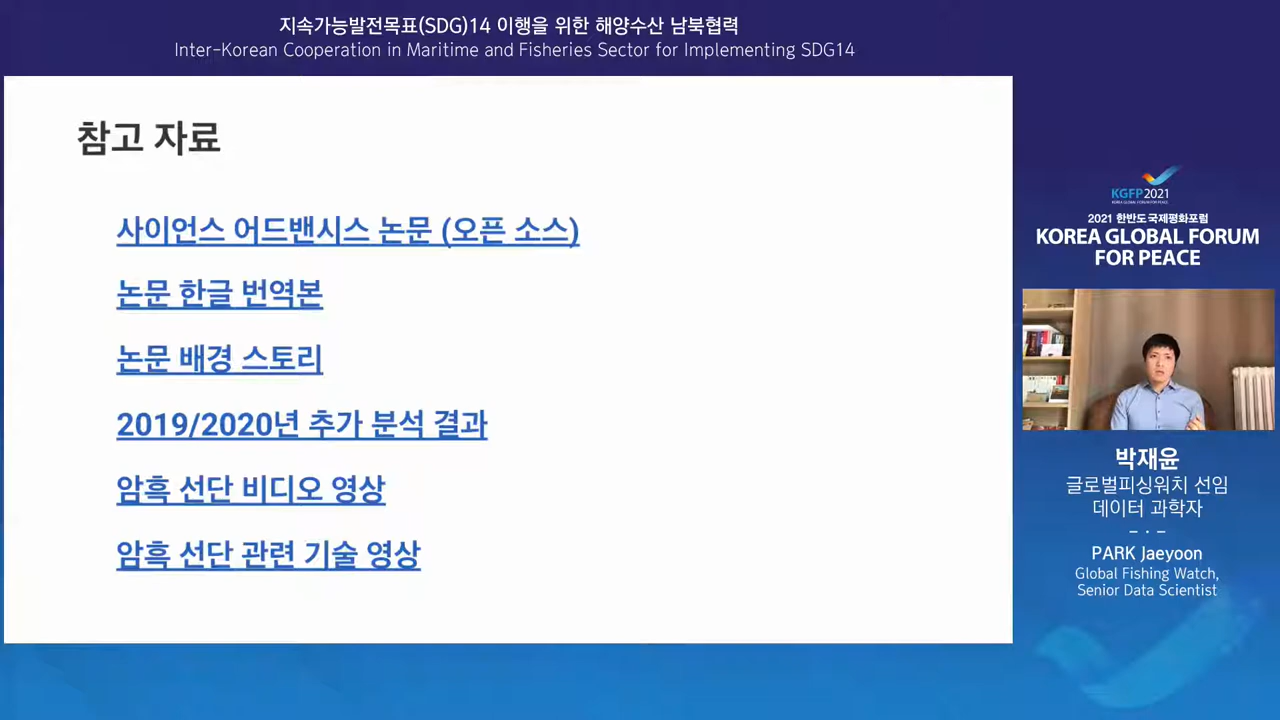 지속가능발전목표(SDG)14 이행을 위한 해양수산 남북협력
Inter-Korean Cooperation in Maritime and Fisheries Sector for Implementing SDG14
참고 자료
사이언스 어드밴시스 논문 (오픈 소스)
논문 한글 번역본
논문 배경 스토리
2019/2020년 추가 분석 결과
암흑 선단 비디오 영상
암흑 선단 관련 기술 영상
KGFP2021
KOREA GLOBAL FORUM FOR PEACE
2021 한반도국제평화포럼
KOREA GLOBAL FORUM
FOR PEACE
박재윤
글로벌피싱워치 선임
데이터 과학자
PARK Jaeyoon
Global Fishing Watch,
Senior Data Scientist